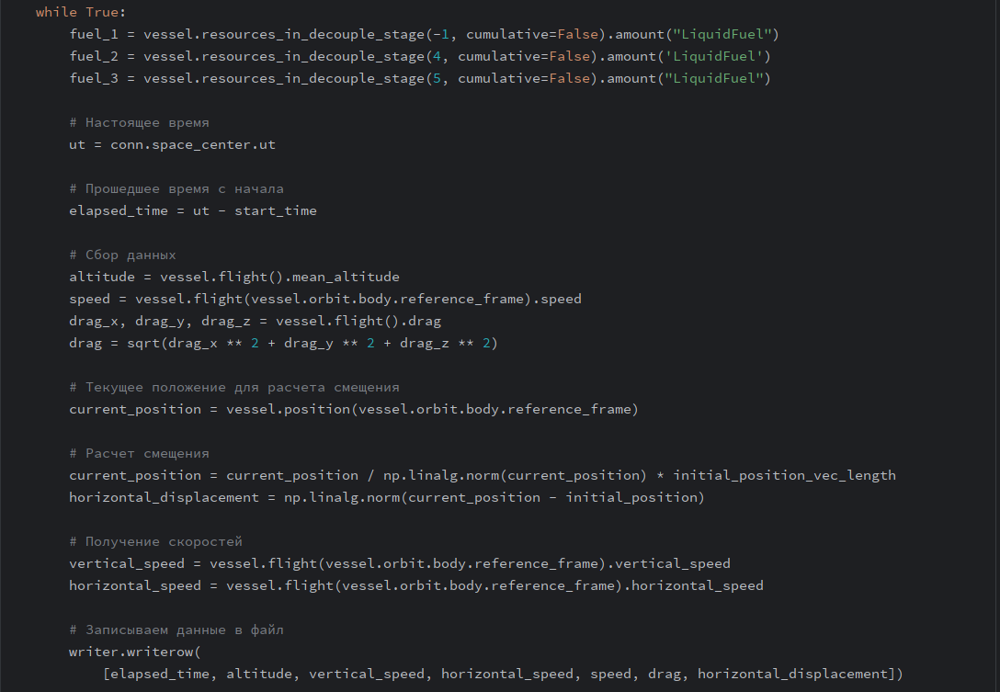 while True:
fuel_1 = vessel.resources_in_decouple_stage(-1, cumulative=False).amount("LiquidFuel")
fuel_2 = vessel.resources_in_decouple_stage(4, cumulative=False).amount('LiquidFuel')
fuel_3 = vessel.resources_in_decouple_stage(5, cumulative=False).amount("LiquidFuel")
# Настоящее время
ut = conn.space_center.ut
# Прошедшее время с начала
elapsed_time = ut - start_time
# Сбор данных
altitude = vessel.flight().mean_altitude
speed = vessel.flight(vessel.orbit.body.reference_frame).speed
drag_x, drag_y, drag_z = vessel.flight().drag
drag = sqrt(drag_x ** 2 + drag_y ** 2 + drag_z ** 2)
# Текущее положение для расчета смещения
current_position = vessel.position(vessel.orbit.body.reference_frame)
# Расчет смещения
current_position = current_position / np.linalg.norm(current_position) * initial_position_vec_length
horizontal_displacement = np.linalg.norm(current_position - initial_position)
# Получение скоростей
vertical_speed = vessel.flight(vessel.orbit.body.reference_frame).vertical_speed
horizontal_speed = vessel.flight(vessel.orbit.body.reference_frame).horizontal_speed
# Записываем данные в файл
writer.writerow(
[elapsed_time, altitude, vertical_speed, horizontal_speed, speed, drag, horizontal_displacement])